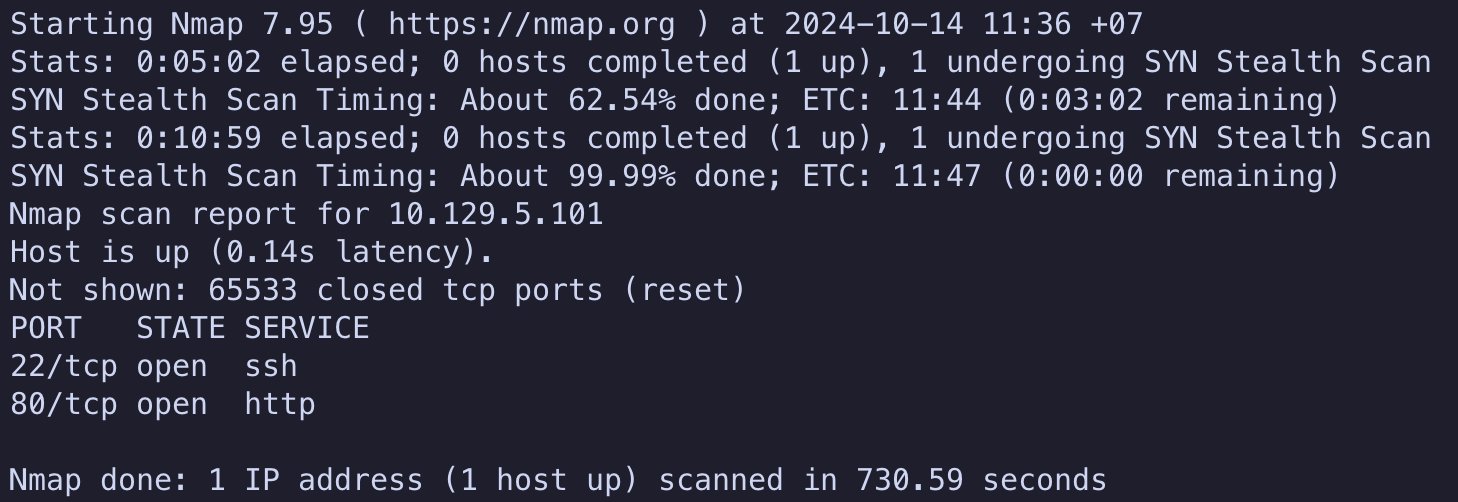 Starting Nmap 7.95 ( https://nmap.org ) at 2024-10-14 11:36 +07
Stats: 0:05:02 elapsed; 0 hosts completed (1 up), 1 undergoing SYN Stealth Scan
SYN Stealth Scan Timing: About 62.54% done; ETC: 11:44 (0:03:02 remaining)
Stats: 0:10:59 elapsed; 0 hosts completed (1 up), 1 undergoing SYN Stealth Scan
SYN Stealth Scan Timing: About 99.99% done; ETC: 11:47 (0:00:00 remaining)
Nmap scan report for 10.129.5.101
Host is up (0.14s latency).
Not shown: 65533 closed tcp ports (reset)
PORT   STATE SERVICE
22/tcp open  ssh
80/tcp open  http
Nmap done: 1 IP address (1 host up) scanned in 730.59 seconds